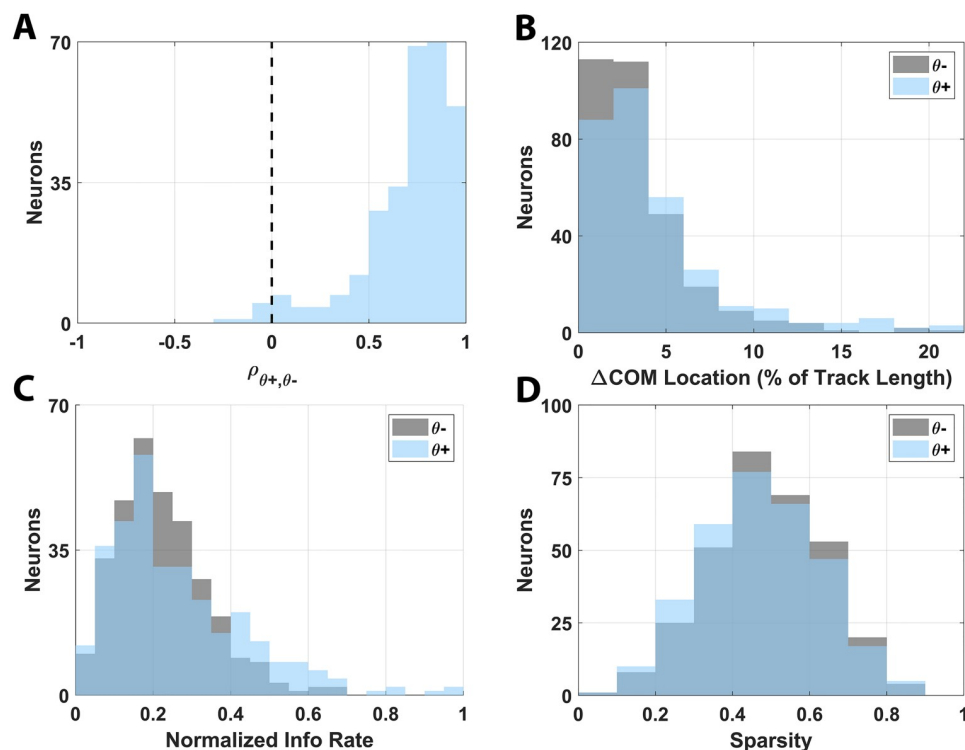 A
70
35
0
-1
-0.5
0
0.5
1
Neurons
ρθ+,θ-
B
120
80
40
0
0
5
10
15
20
Neurons
ΔCOM Location (% of Track Length)
θ-
θ+
C
70
35
0
0
0.2
0.4
0.6
0.8
1
Neurons
Normalized Info Rate
θ-
θ+
D
100
75
50
25
0
0
0.2
0.4
0.6
0.8
1
Neurons
Sparsity
θ-
θ+